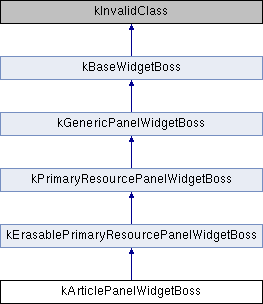 kInvalidClass
kBaseWidgetBoss
kGenericPanelWidgetBoss
kPrimaryResourcePanelWidgetBoss
kErasablePrimaryResourcePanelWidgetBoss
kArticlePanelWidgetBoss